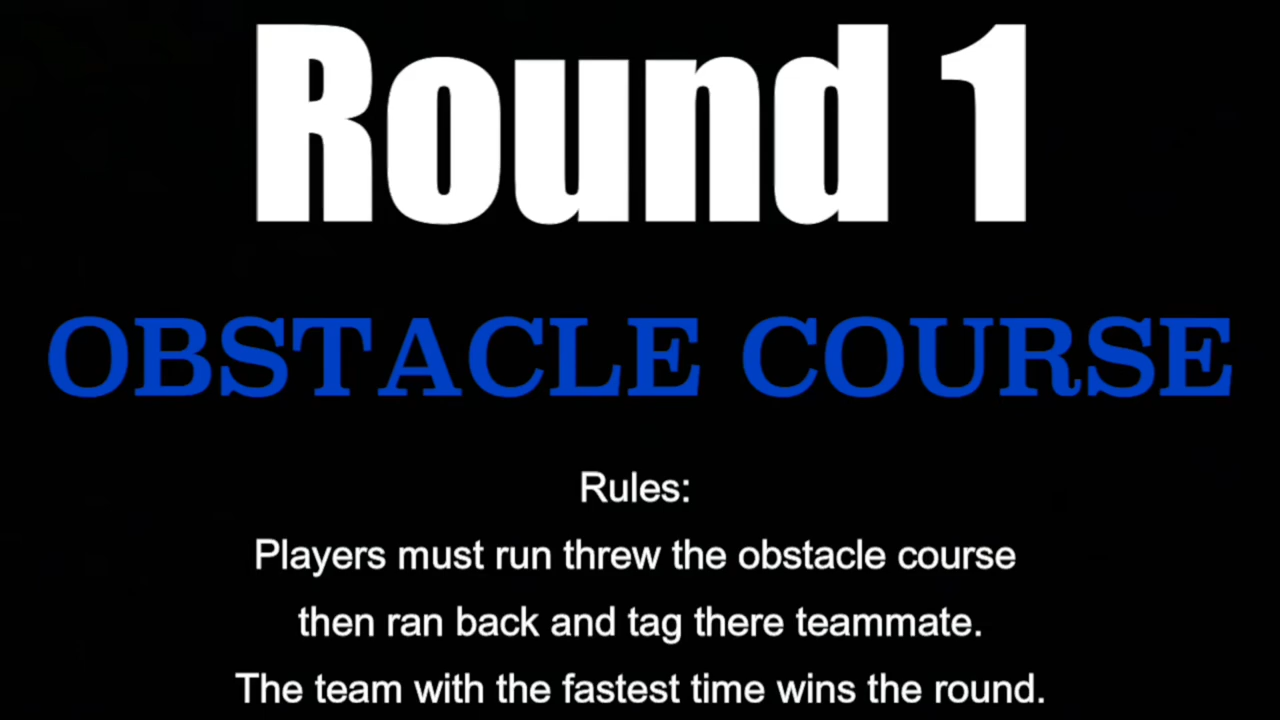 Round 1
OBSTACLE COURSE
Rules:
Players must run threw the obstacle course
then ran back and tag there teammate.
The team with the fastest time wins the round.